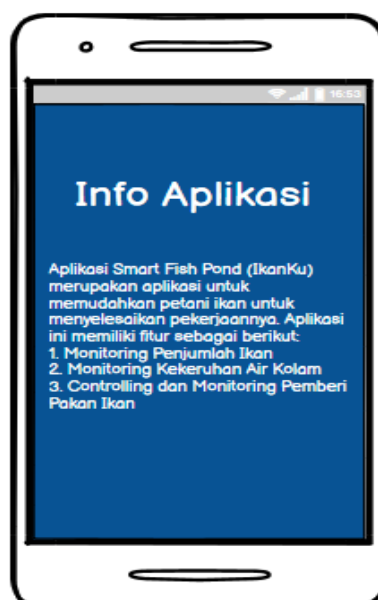 16:53
Info Aplikasi
Aplikasi Smart Fish Pond (IkanKu)
merupakan aplikasi untuk
memudahkan petani ikan untuk
menyelesaikan pekerjaannya. Aplikasi
ini memiliki fitur sebagai berikut:
1. Monitoring Penjumlah Ikan
2. Monitoring Kekeruhan Air Kolam
3. Controlling dan Monitoring Pemberi
Pakan Ikan